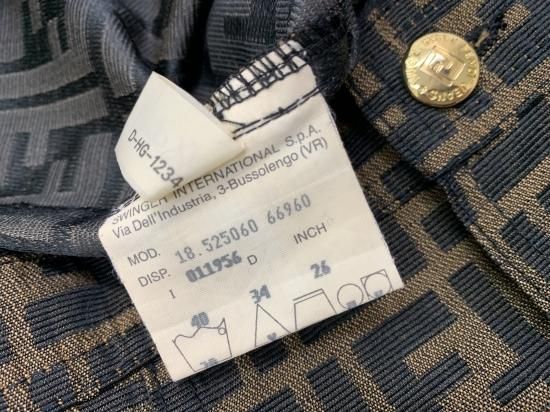 D-HG-1234
SWINGER INTERNATIONAL S.p.A.
Via Dell'Industria, 3-Bussolengo (VR)
MOD. 18.525060 66960
DISP. 011956 D INCH
I 40 34 26